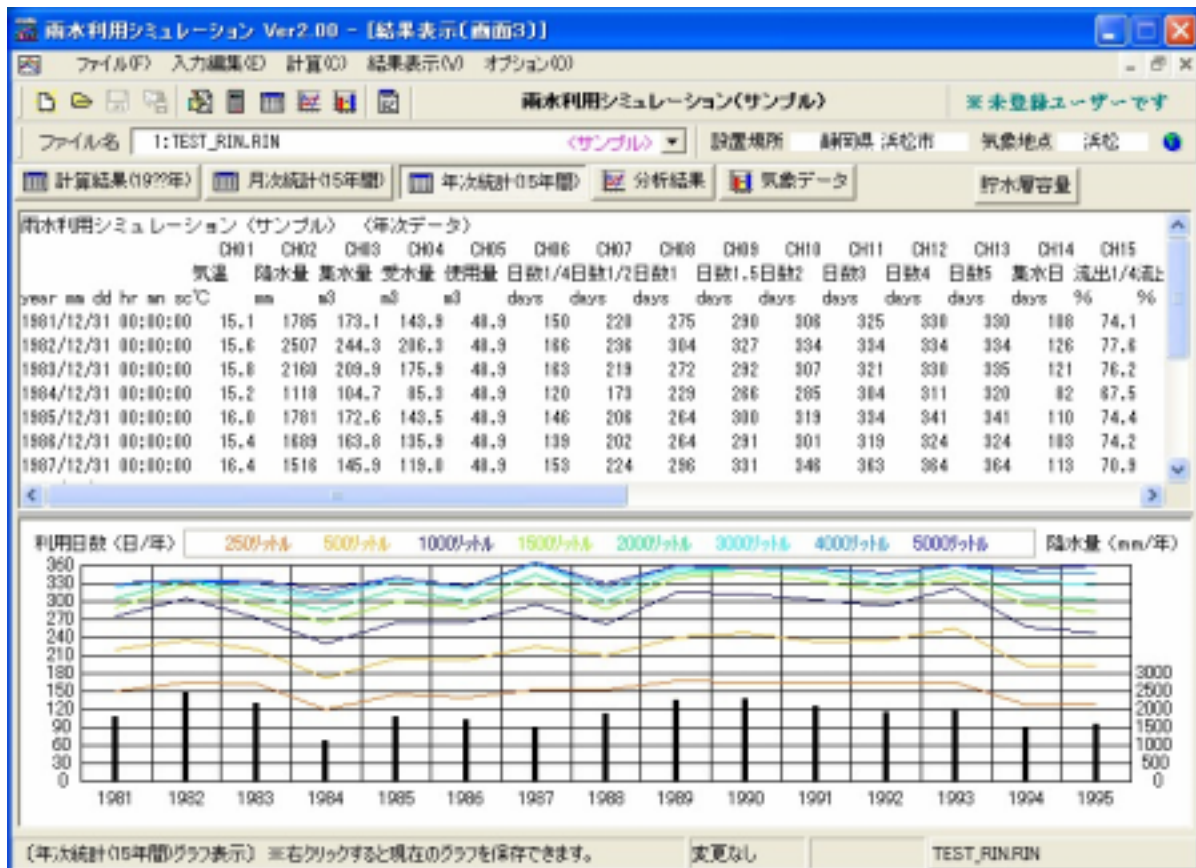 雨水利用シミュレーション Ver2.00 - [結果表示(画面3)]
ファイル(F) 入力編集(E) 計算(C) 結果表示(V) オプション(O)
雨水利用シミュレーション(サンプル) ※未登録ユーザーです
ファイル名 1:TEST_RIN.RIN <サンプル> 設置場所 静岡県 浜松市 気象地点 浜松
計算結果(19??年) 月次統計(15年間) 年次統計(15年間) 分析結果 気象データ 貯水層容量
雨水利用シミュレーション (サンプル) (年次データ)
CH01 CH02 CH03 CH04 CH05 CH06 CH07 CH08 CH09 CH10 CH11 CH12 CH13 CH14 CH15
気温 降水量 集水量 受水量 使用量 日数1/4 日数1/2 日数1 日数1.5 日数2 日数3 日数4 日数5 集水日 流出1/4
year mm dd hr mn sc ℃ mm m3 m3 m3 days days days days days days days days days % %
1981/12/31 00:00:00 15.1 1785 173.1 143.9 40.9 150 220 275 290 306 325 330 330 108 74.1
1982/12/31 00:00:00 15.6 2507 244.3 206.3 40.9 166 236 304 327 334 334 334 334 126 77.6
1983/12/31 00:00:00 15.8 2160 209.9 175.9 40.9 163 219 272 292 307 321 330 335 121 76.2
1984/12/31 00:00:00 15.2 1118 104.7 85.3 40.9 120 173 229 266 285 304 311 320 82 67.5
1985/12/31 00:00:00 16.0 1781 172.6 143.5 40.9 146 206 264 300 319 334 341 341 110 74.4
1986/12/31 00:00:00 15.4 1689 163.8 135.9 40.9 139 202 264 291 301 319 324 324 103 74.2
1987/12/31 00:00:00 16.4 1516 145.9 119.0 40.9 153 224 296 331 346 363 364 364 113 70.9
利用日数 (日/年) 250リットル 500リットル 1000リットル 1500リットル 2000リットル 3000リットル 4000リットル 5000リットル 降水量 (mm/年)
360
330
300
270
240
210
180 3000
150 2500
120 2000
90 1500
60 1000
30 500
0 0
1981 1982 1983 1984 1985 1986 1987 1988 1989 1990 1991 1992 1993 1994 1995
(年次統計(15年間)グラフ表示) ※右クリックすると現在のグラフを保存できます。 変更なし TEST_RIN.RIN